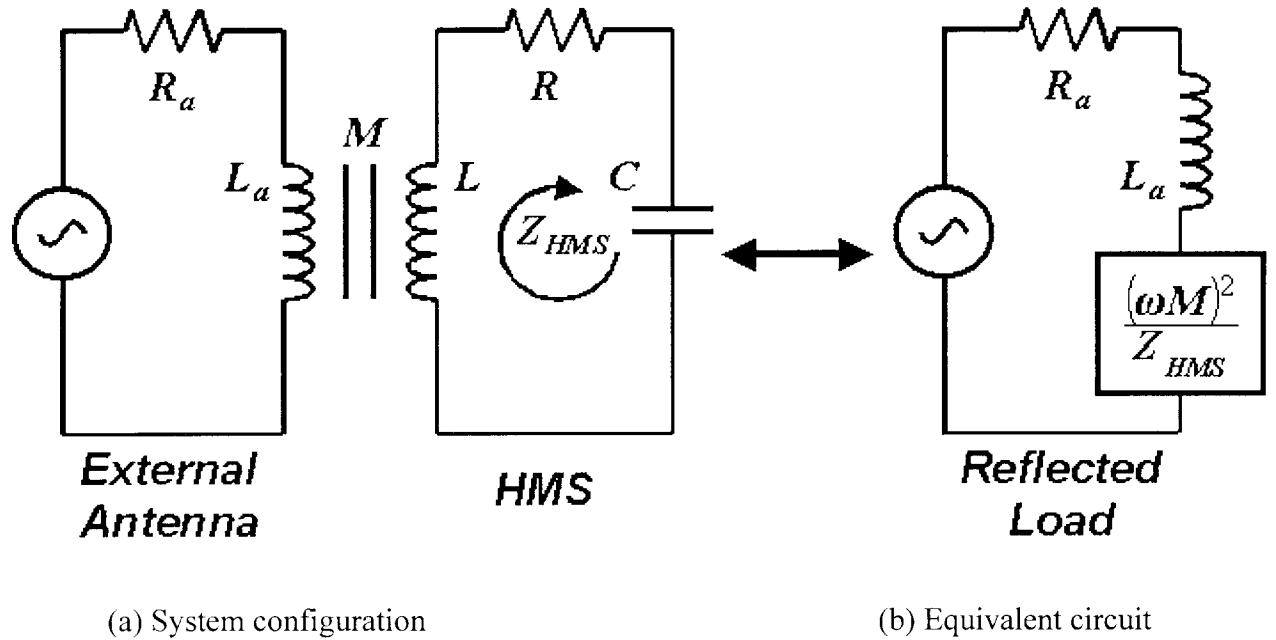 R_a
L_a
M
External
Antenna
R
L
C
Z_HMS
HMS
R_a
L_a
(ωM)²
Z_HMS
Reflected
Load
(a) System configuration
(b) Equivalent circuit